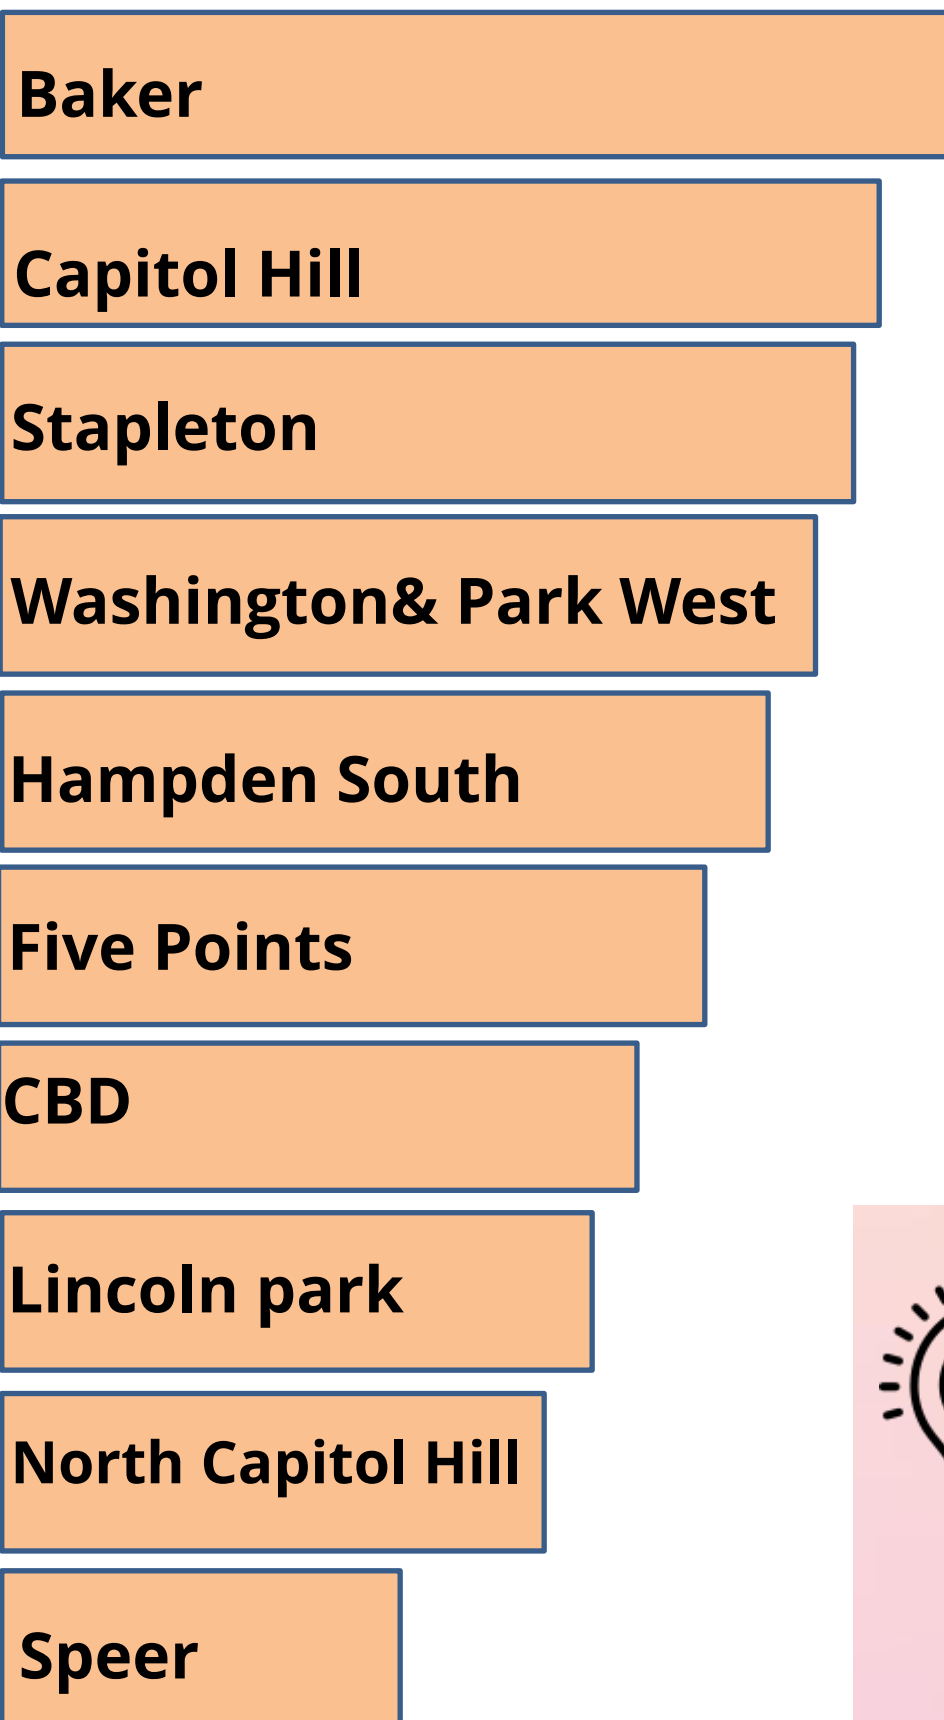 Baker
Capitol Hill
Stapleton
Washington& Park West
Hampden South
Five Points
CBD
Lincoln park
North Capitol Hill
Speer